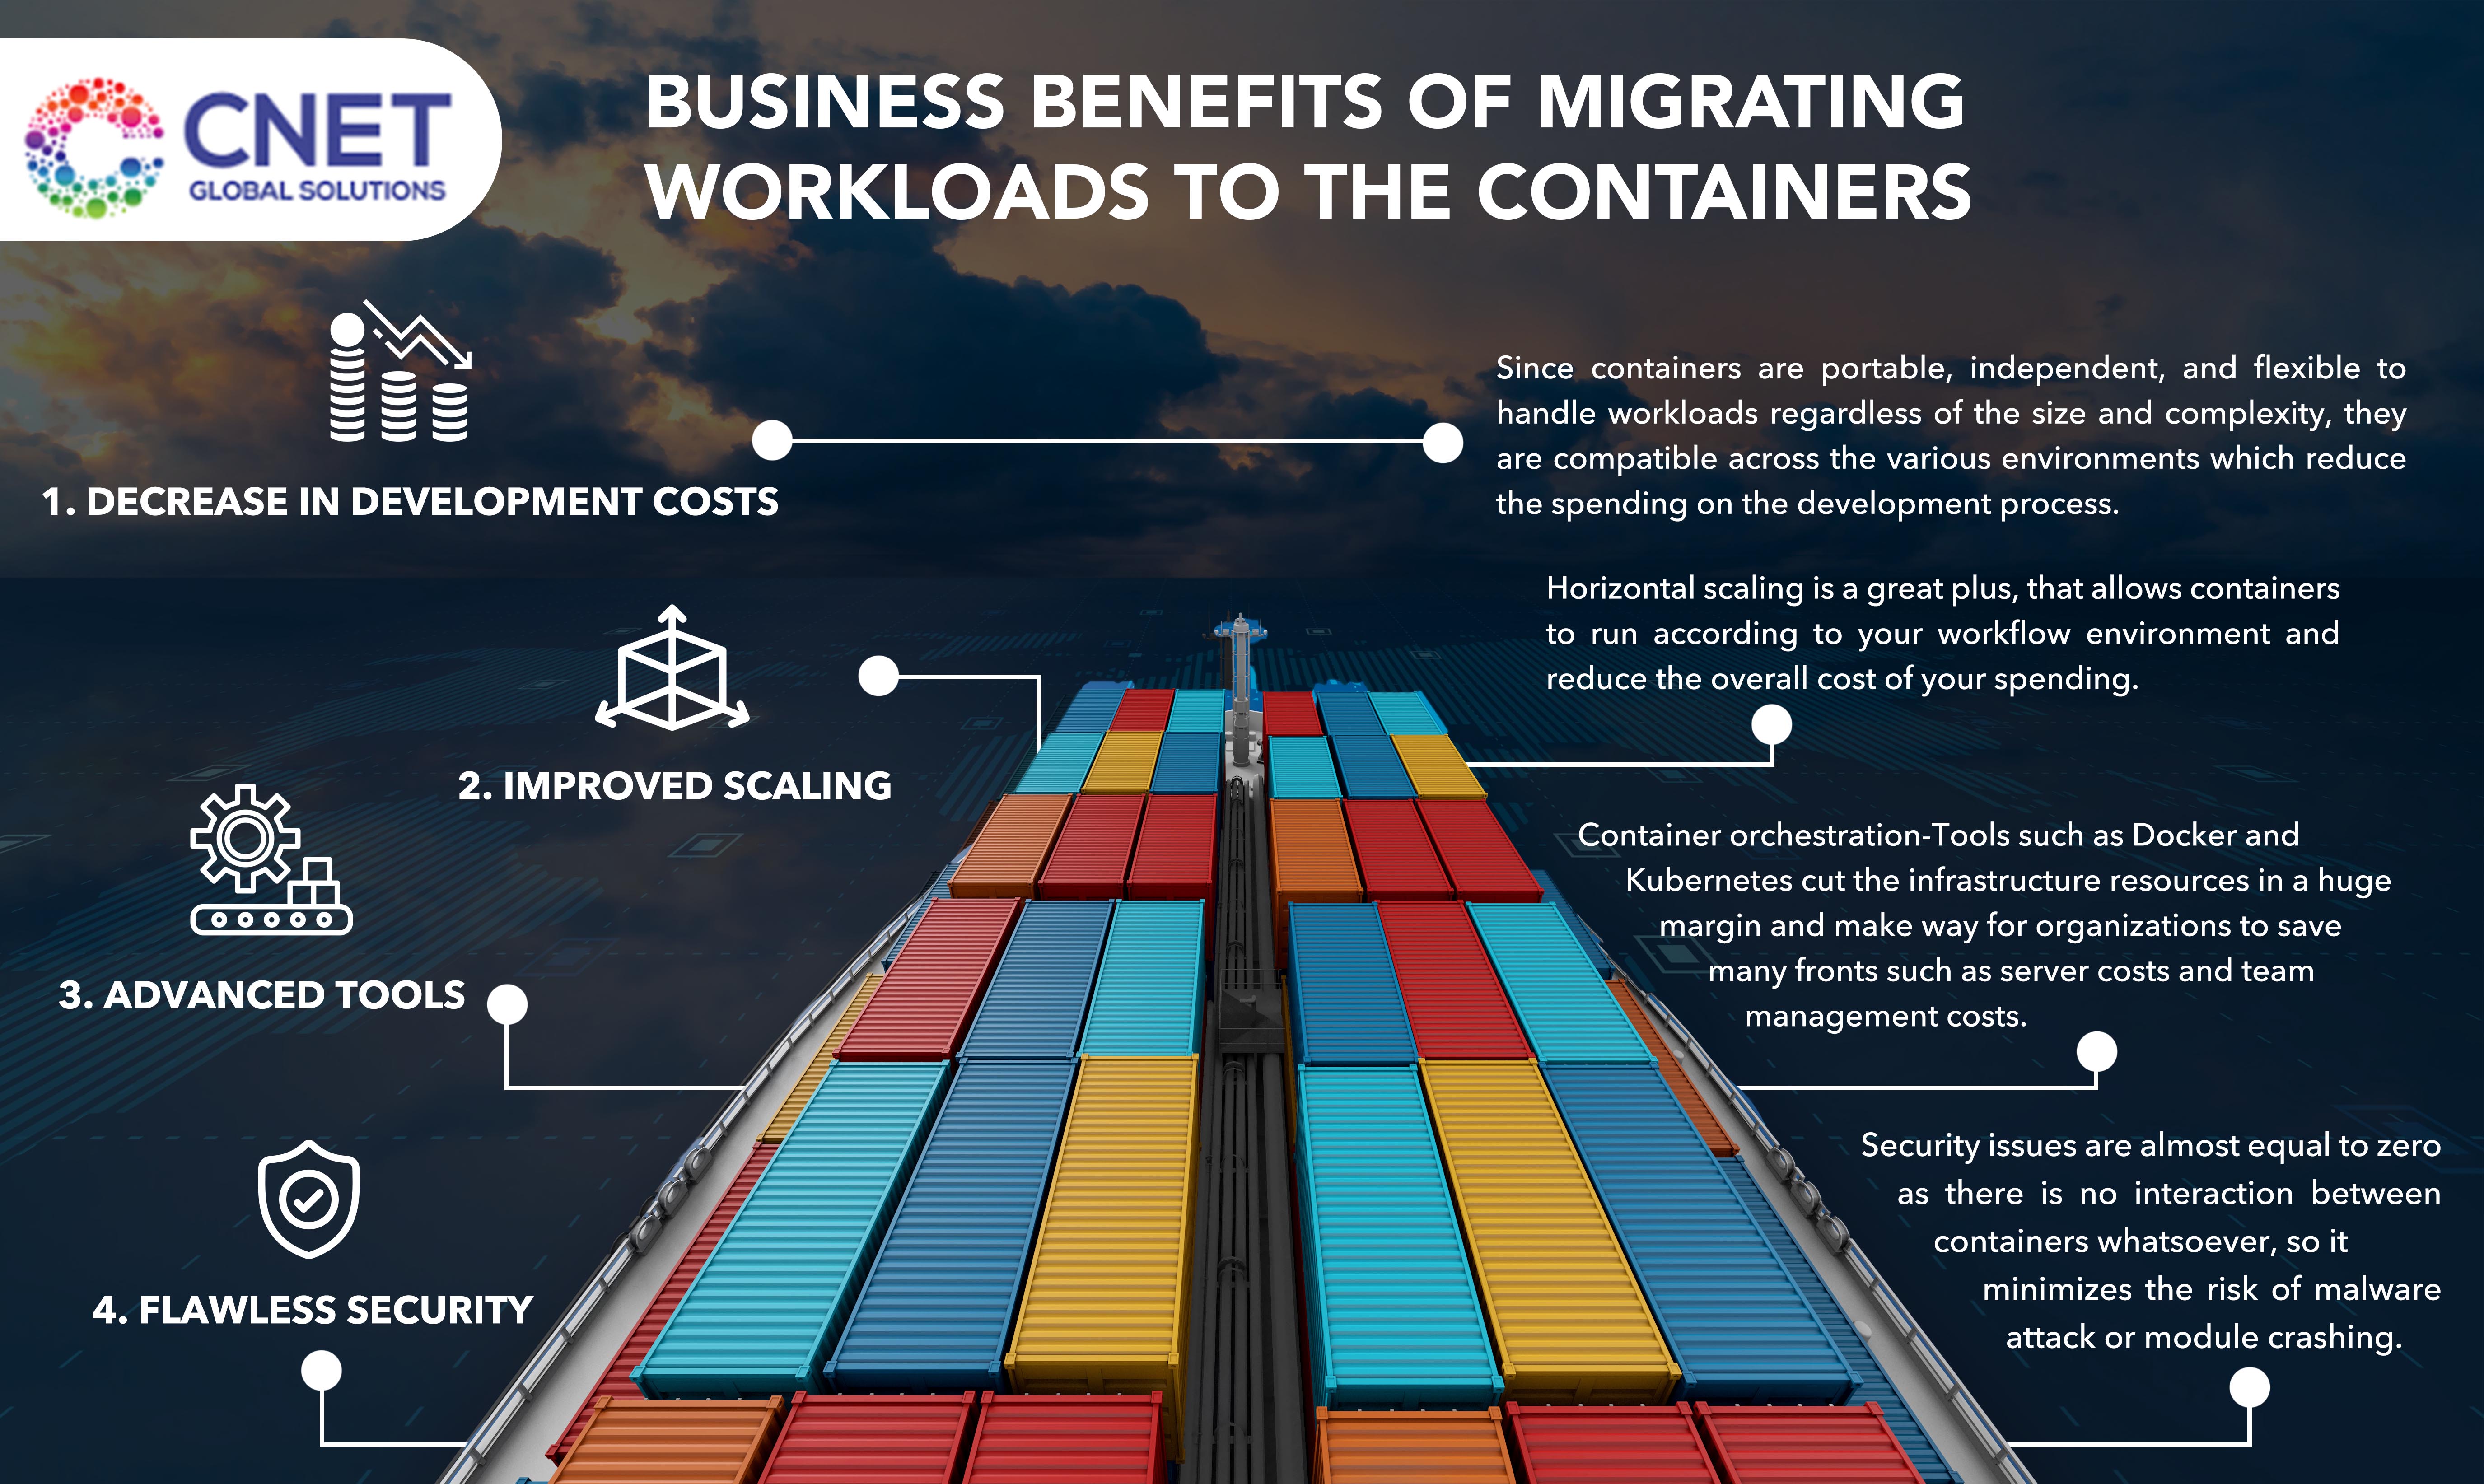 CNET
GLOBAL SOLUTIONS
BUSINESS BENEFITS OF MIGRATING
WORKLOADS TO THE CONTAINERS
1. DECREASE IN DEVELOPMENT COSTS
Since containers are portable, independent, and flexible to
handle workloads regardless of the size and complexity, they
are compatible across the various environments which reduce
the spending on the development process.
2. IMPROVED SCALING
Horizontal scaling is a great plus, that allows containers
to run according to your workflow environment and
reduce the overall cost of your spending.
3. ADVANCED TOOLS
Container orchestration-Tools such as Docker and
Kubernetes cut the infrastructure resources in a huge
margin and make way for organizations to save
many fronts such as server costs and team
management costs.
4. FLAWLESS SECURITY
Security issues are almost equal to zero
as there is no interaction between
containers whatsoever, so it
minimizes the risk of malware
attack or module crashing.